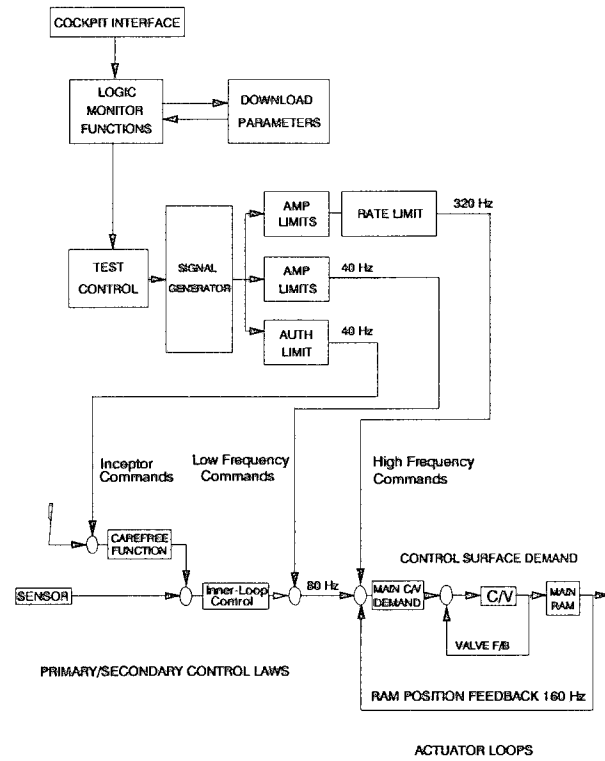 COCKPIT INTERFACE
LOGIC
MONITOR
FUNCTIONS
DOWNLOAD
PARAMETERS
AMP
LIMITS
RATE LIMIT
320 Hz
TEST
CONTROL
SIGNAL
GENERATOR
AMP
LIMITS
40 Hz
AUTH
LIMIT
40 Hz
Inceptor
Commands
Low Frequency
Commands
High Frequency
Commands
CAREFREE
FUNCTION
CONTROL SURFACE DEMAND
SENSOR
Inner-Loop
Control
80 Hz
MAIN C/V
DEMAND
C/V
MAIN
RAM
VALVE F/B
PRIMARY/SECONDARY CONTROL LAWS
RAM POSITION FEEDBACK 160 Hz
ACTUATOR LOOPS